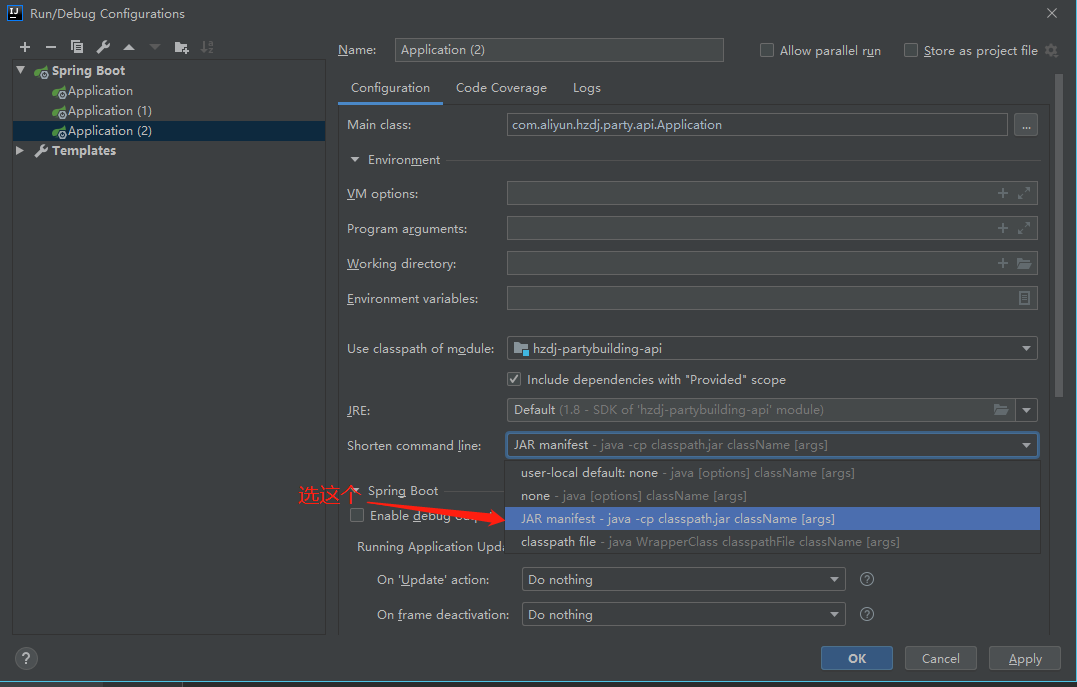 IJ Run/Debug Configurations
Name: Application (2) Allow parallel run Store as project file
Spring Boot
Application
Application (1)
Application (2)
Templates
Configuration Code Coverage Logs
Main class: com.aliyun.hzdj.party.api.Application ...
Environment
VM options:
Program arguments:
Working directory:
Environment variables:
Use classpath of module: hzdj-partybuilding-api
Include dependencies with "Provided" scope
JRE: Default (1.8 - SDK of 'hzdj-partybuilding-api' module)
Shorten command line: JAR manifest - java -cp classpath.jar className [args]
user-local default: none - java [options] className [args]
none - java [options] className [args]
JAR manifest - java -cp classpath.jar className [args]
classpath file - java WrapperClass classpathFile className [args]
选这个
Spring Boot
Enable debug
Running Application
On 'Update' action: Do nothing ?
On frame deactivation: Do nothing ?
? OK Cancel Apply